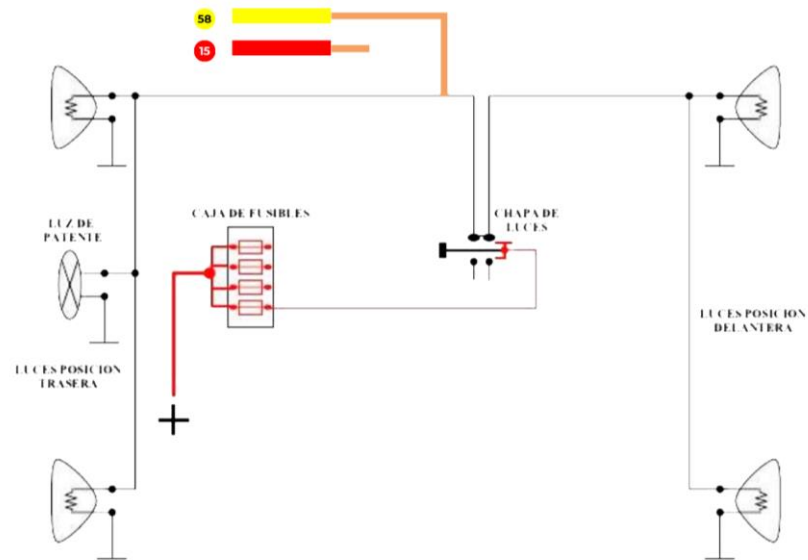 58
15
CAJA DE FUSIBLES
CHAPA DE
LUCES
LUZ DE
PATENTE
LUCES POSICION
DELANTERA
LUCES POSICION
TRASERA